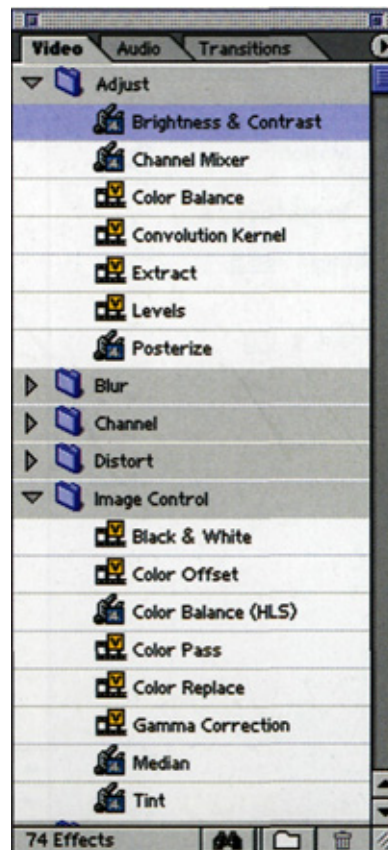 Video Audio Transitions
Adjust
Brightness & Contrast
Channel Mixer
Color Balance
Convolution Kernel
Extract
Levels
Posterize
Blur
Channel
Distort
Image Control
Black & White
Color Offset
Color Balance (HLS)
Color Pass
Color Replace
Gamma Correction
Median
Tint
74 Effects